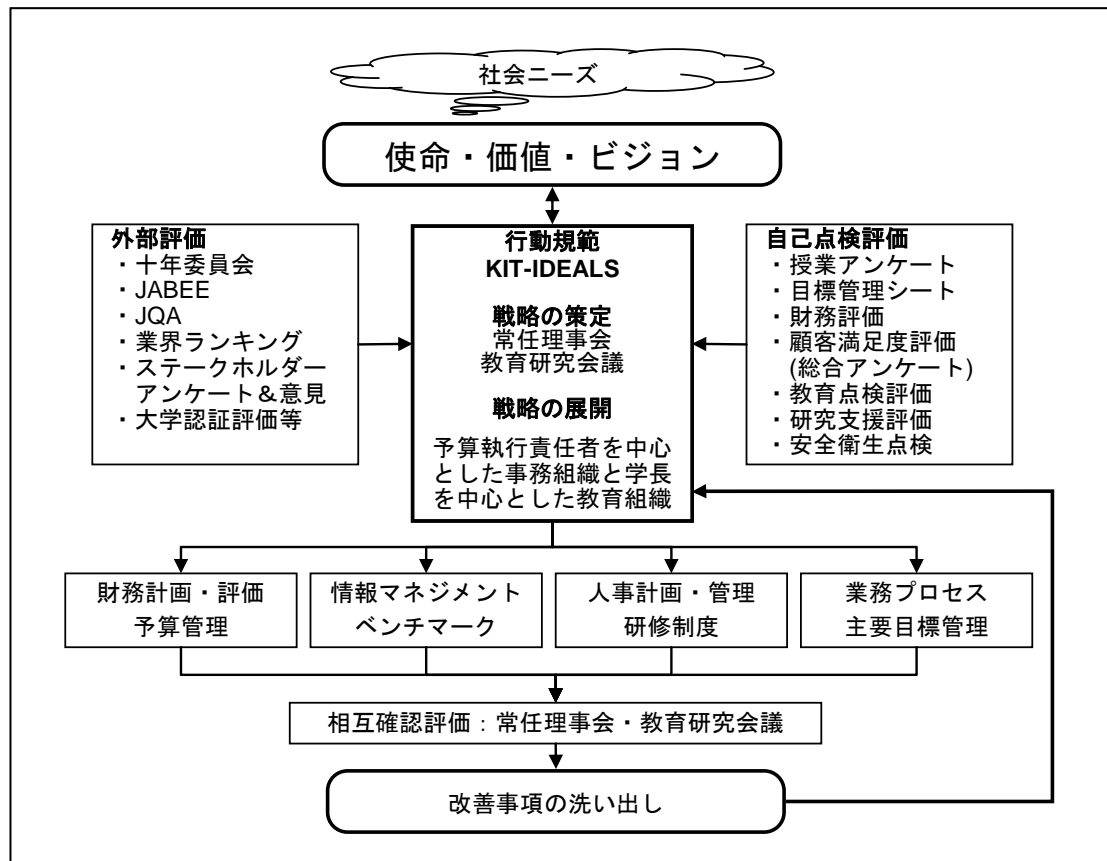 社会ニーズ
使命・価値・ビジョン
外部評価
・十年委員会
・JABEE
・JQA
・業界ランキング
・ステークホルダー
アンケート＆意見
・大学認証評価等
行動規範
KIT-IDEALS
戦略の策定
常任理事会
教育研究会議
戦略の展開
予算執行責任者を中心
とした事務組織と学長
を中心とした教育組織
自己点検評価
・授業アンケート
・目標管理シート
・財務評価
・顧客満足度評価
(総合アンケート)
・教育点検評価
・研究支援評価
・安全衛生点検
財務計画・評価
予算管理
情報マネジメント
ベンチマーク
人事計画・管理
研修制度
業務プロセス
主要目標管理
相互確認評価：常任理事会・教育研究会議
改善事項の洗い出し